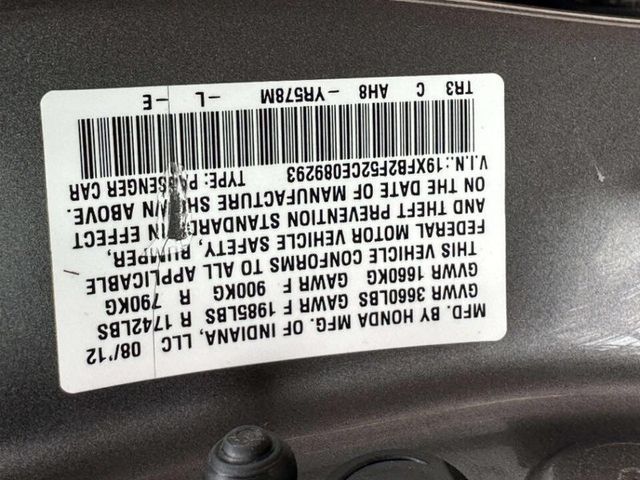 MFD. BY HONDA MFG. OF INDIANA, LLC 08/'12
GVWR 3660LBS GAWR F 1985LBS R 1742LBS
GVWR 1660KG GAWR F 900KG R 790KG
THIS VEHICLE CONFORMS TO ALL APPLICABLE
FEDERAL MOTOR VEHICLE SAFETY, BUMPER,
AND THEFT PREVENTION STANDARDS IN EFFECT
ON THE DATE OF MANUFACTURE SHOWN ABOVE.
V.I.N.:19XFB2F52CE089293 TYPE: PASSENGER CAR
TR3 C AH8 -YR578M -L -E